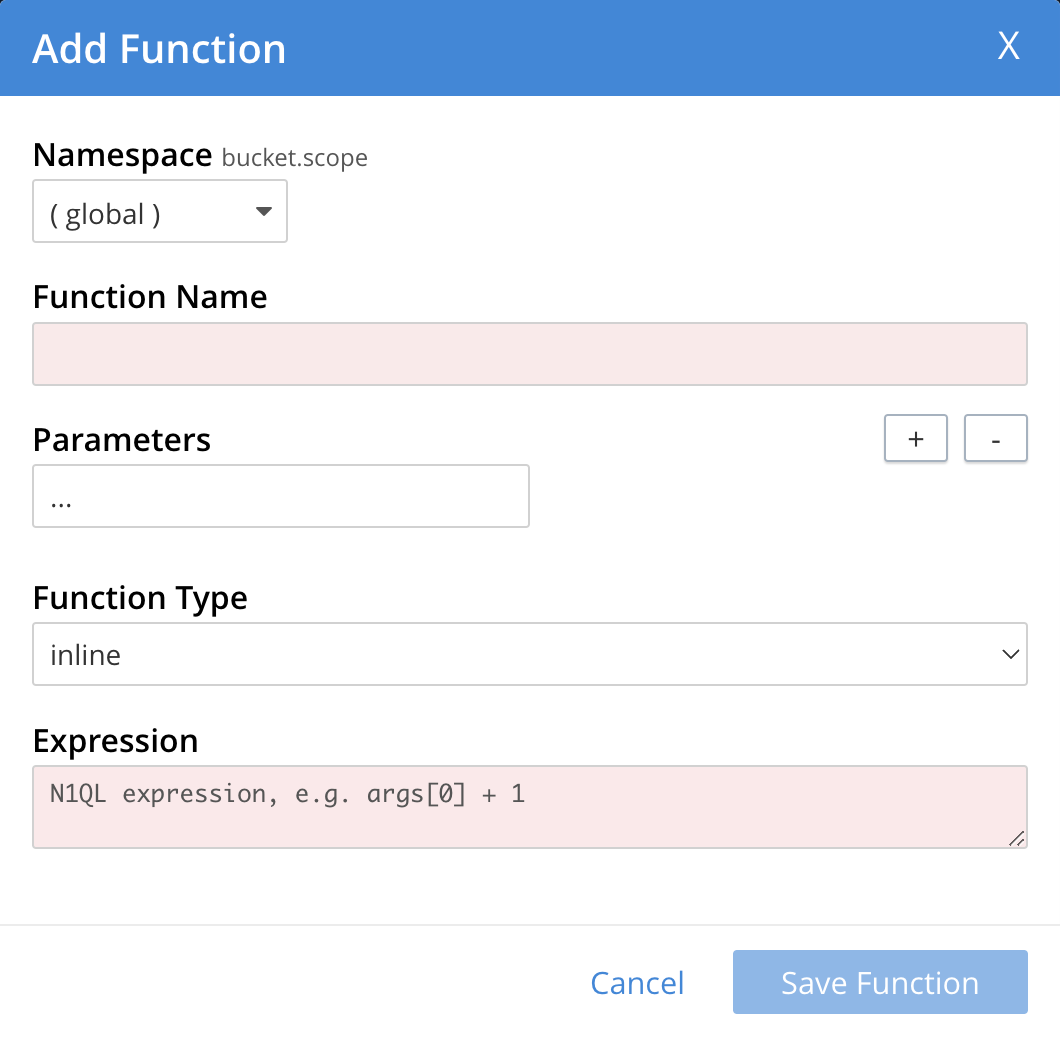 Add Function X
Namespace bucket.scope
( global )
Function Name
Parameters + -
...
Function Type
inline
Expression
N1QL expression, e.g. args[0] + 1
Cancel Save Function